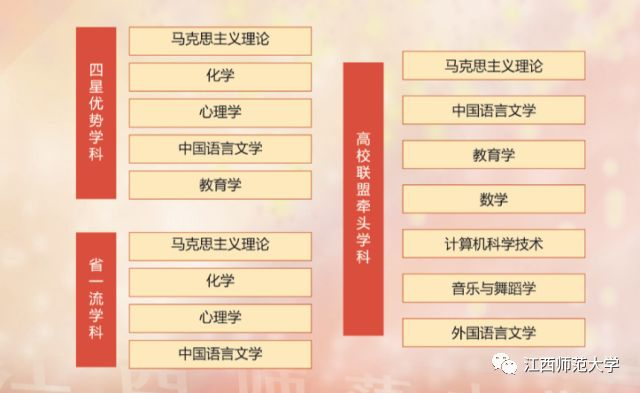 四星优势学科
马克思主义理论
化学
心理学
中国语言文学
教育学
省一流学科
马克思主义理论
化学
心理学
中国语言文学
高校联盟牵头学科
马克思主义理论
中国语言文学
教育学
数学
计算机科学技术
音乐与舞蹈学
外国语言文学
江西师范大学